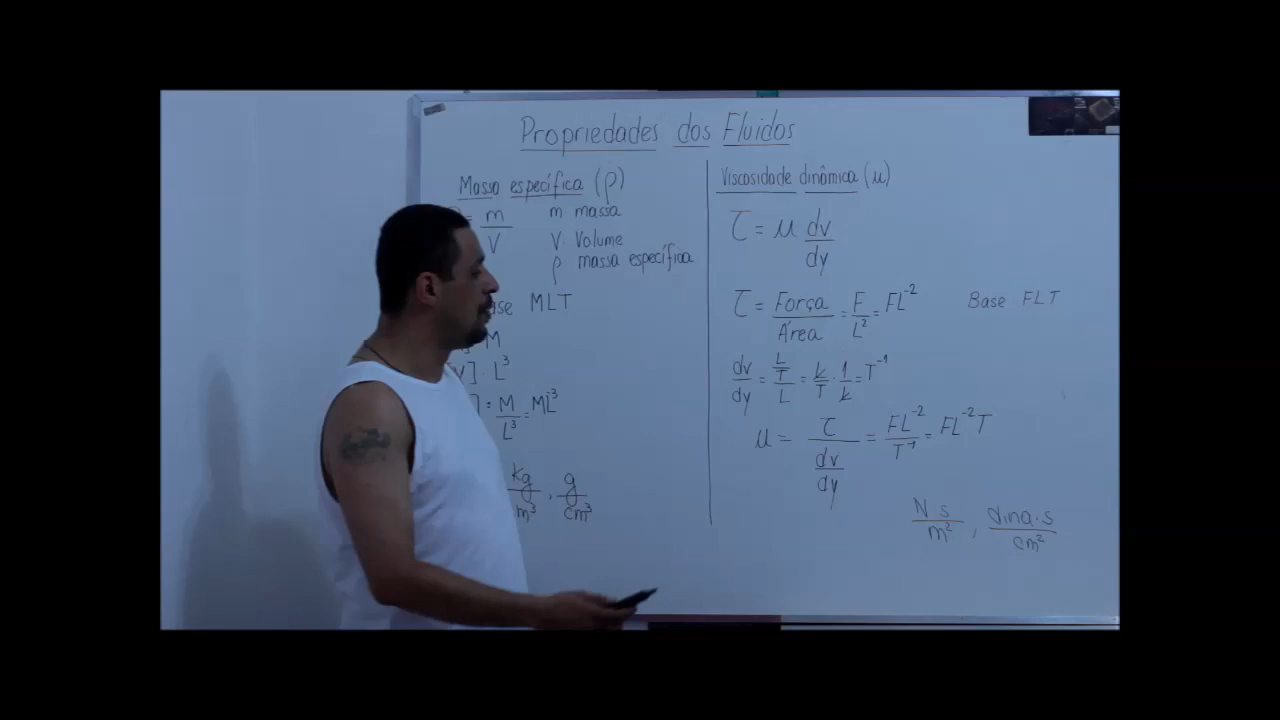 Propriedades dos Fluidos
Massa específica (ρ)
= m/V
m massa
V. Volume
ρ massa específica
MLT
M
V] . L³
] = M/L³ = ML⁻³
kg/m³ , g/cm³
Viscosidade dinâmica (μ)
τ = μ dv/dy
τ = Força/Área = F/L² = FL⁻²
Base FLT
dv/dy = L/T/L = L/T . 1/L = T⁻¹
μ = τ/dv/dy = FL⁻²/T⁻¹ = FL⁻²T
N s/m² , dina.s/cm²